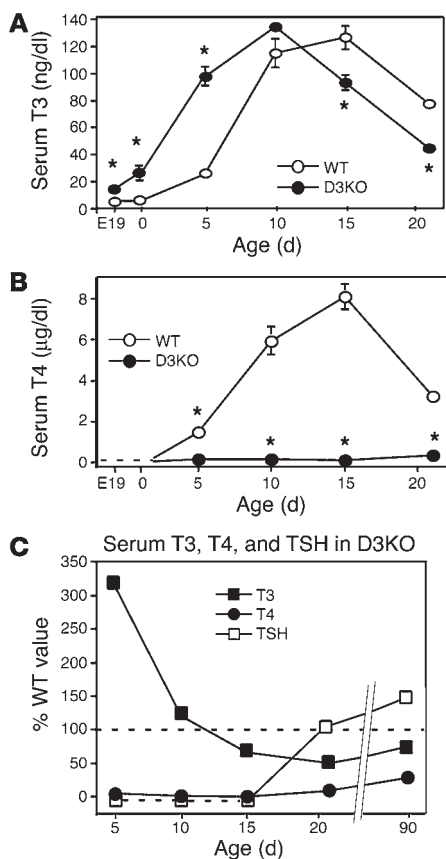 A
Serum T3 (ng/dl)
140
120
100
80
60
40
20
0
* * * * *
WT
D3KO
E19 0 5 10 15 20
Age (d)
B
Serum T4 (µg/dl)
8
6
4
2
0
WT
D3KO
* * * *
E19 0 5 10 15 20
Age (d)
C
Serum T3, T4, and TSH in D3KO
% WT value
350
300
250
200
150
100
50
0
T3
T4
TSH
5 10 15 20 90
Age (d)